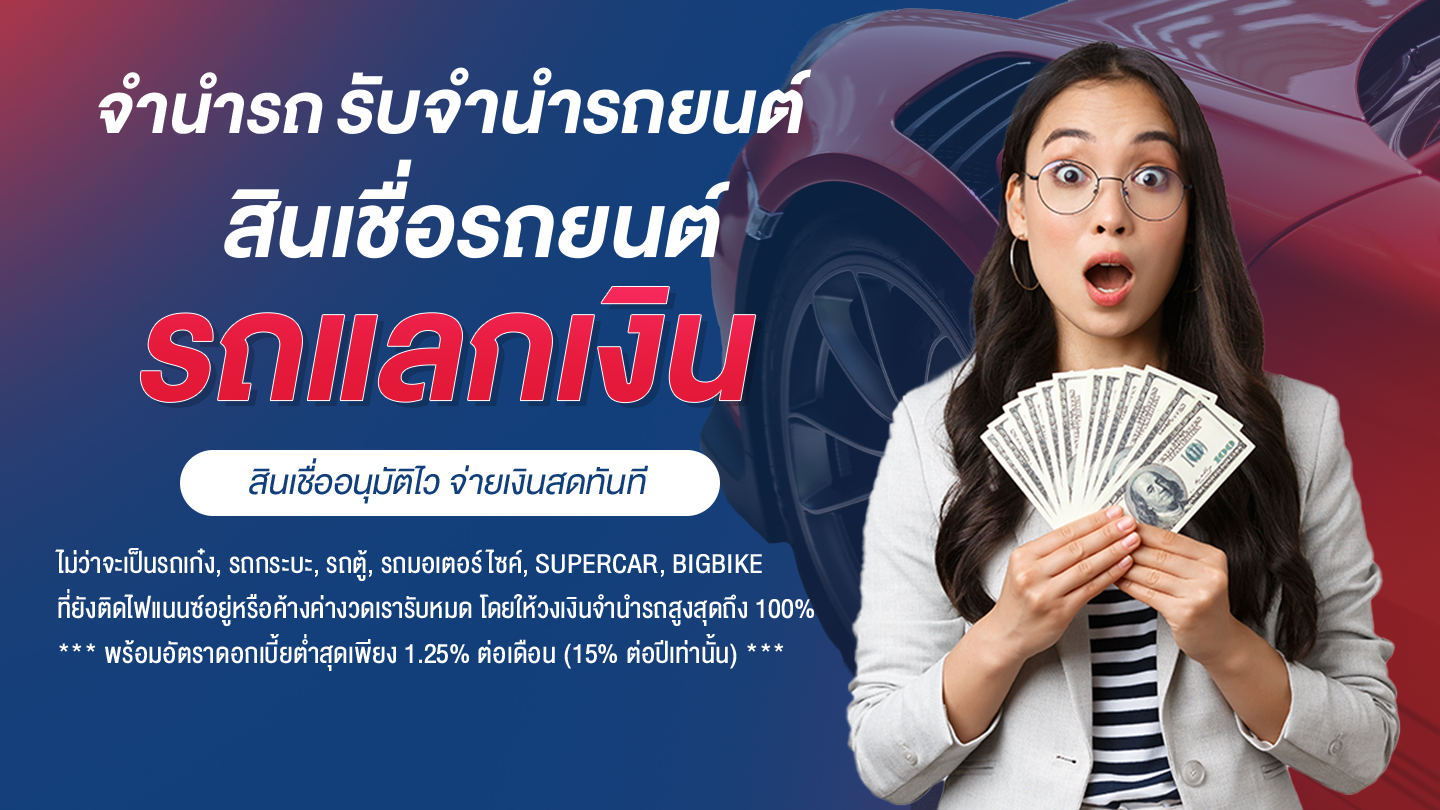 จำนำรถ รับจำนำรถยนต์
สินเชื่อรถยนต์
รถแลกเงิน
สินเชื่ออนุมัติไว จ่ายเงินสดทันที
ไม่ว่าจะเป็นรถเก๋ง, รถกระบะ, รถตู้, รถมอเตอร์ไซค์, SUPERCAR, BIGBIKE
ที่ยังติดไฟแนนซ์อยู่หรือค้างค่างวดเรารับหมด โดยให้วงเงินจำนำรถสูงสุดถึง 100%
*** พร้อมอัตราดอกเบี้ยต่ำสุดเพียง 1.25% ต่อเดือน (15% ต่อปีเท่านั้น) ***
100